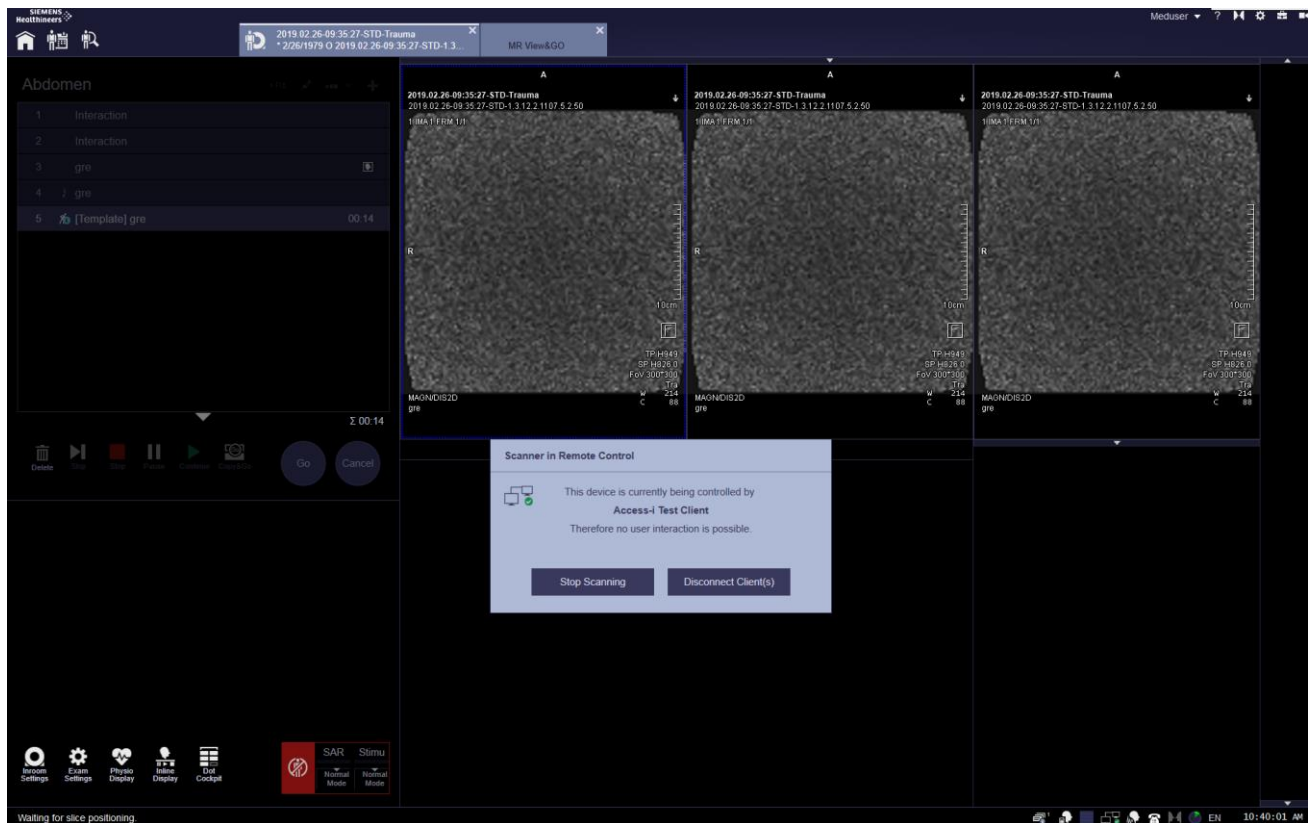 SIEMENS
Healthineers
Meduser
?
2019.02.26-09:35:27-STD-Trauma
* 2/26/1979 O 2019.02.26-09:35:27-STD-1.3...
MR View&GO
Abdomen
1 Interaction
2 Interaction
3 gre
4 gre
5 [Template] gre 00:14
Σ 00:14
Delete
Stop
Pause
Continue
Go
Cancel
A
2019.02.26-09:35:27-STD-Trauma
2019.02.26-09:35:27-STD-1.3.12.2.1107.5.2.50
1 IMA 1 FRM 1/1
R
10cm
F
TP H949
SP H826.0
FoV 300*300
Tra
W 214
C 88
MAGN/DIS2D
gre
A
2019.02.26-09:35:27-STD-Trauma
2019.02.26-09:35:27-STD-1.3.12.2.1107.5.2.50
1 IMA 1 FRM 1/1
R
10cm
F
TP H949
SP H826.0
FoV 300*300
Tra
W 214
C 88
MAGN/DIS2D
gre
A
2019.02.26-09:35:27-STD-Trauma
2019.02.26-09:35:27-STD-1.3.12.2.1107.5.2.50
1 IMA 1 FRM 1/1
R
10cm
F
TP H949
SP H826.0
FoV 300*300
Tra
W 214
C 88
MAGN/DIS2D
gre
Scanner in Remote Control
This device is currently being controlled by
Access-i Test Client
Therefore no user interaction is possible.
Stop Scanning
Disconnect Client(s)
Inroom
Settings
Exam
Settings
Physio
Display
Inline
Display
Dot
Cockpit
SAR Stimu
Normal Normal
Mode Mode
Waiting for slice positioning.
EN 10:40:01 AM